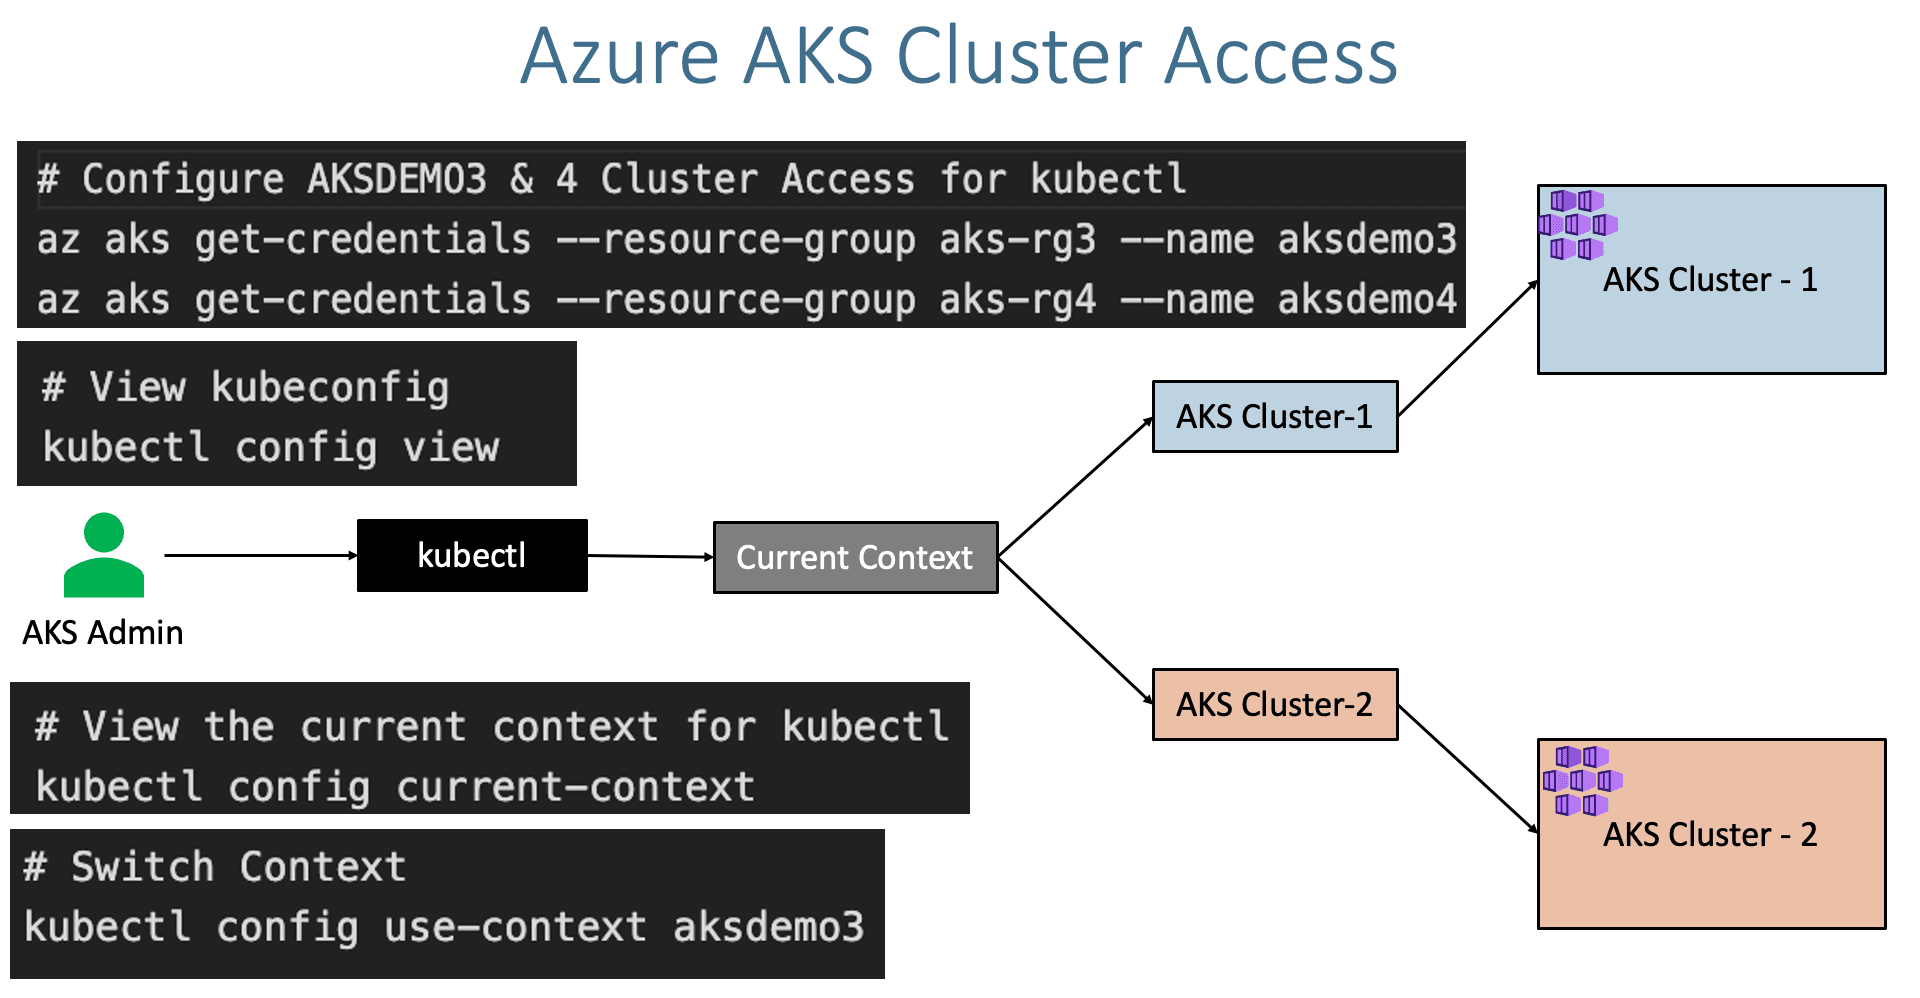 Azure AKS Cluster Access
# Configure AKSDEMO3 & 4 Cluster Access for kubectl
az aks get-credentials --resource-group aks-rg3 --name aksdemo3
az aks get-credentials --resource-group aks-rg4 --name aksdemo4
AKS Cluster - 1
# View kubeconfig
kubectl config view
AKS Cluster-1
kubectl
Current Context
AKS Admin
AKS Cluster-2
# View the current context for kubectl
kubectl config current-context
AKS Cluster - 2
# Switch Context
kubectl config use-context aksdemo3